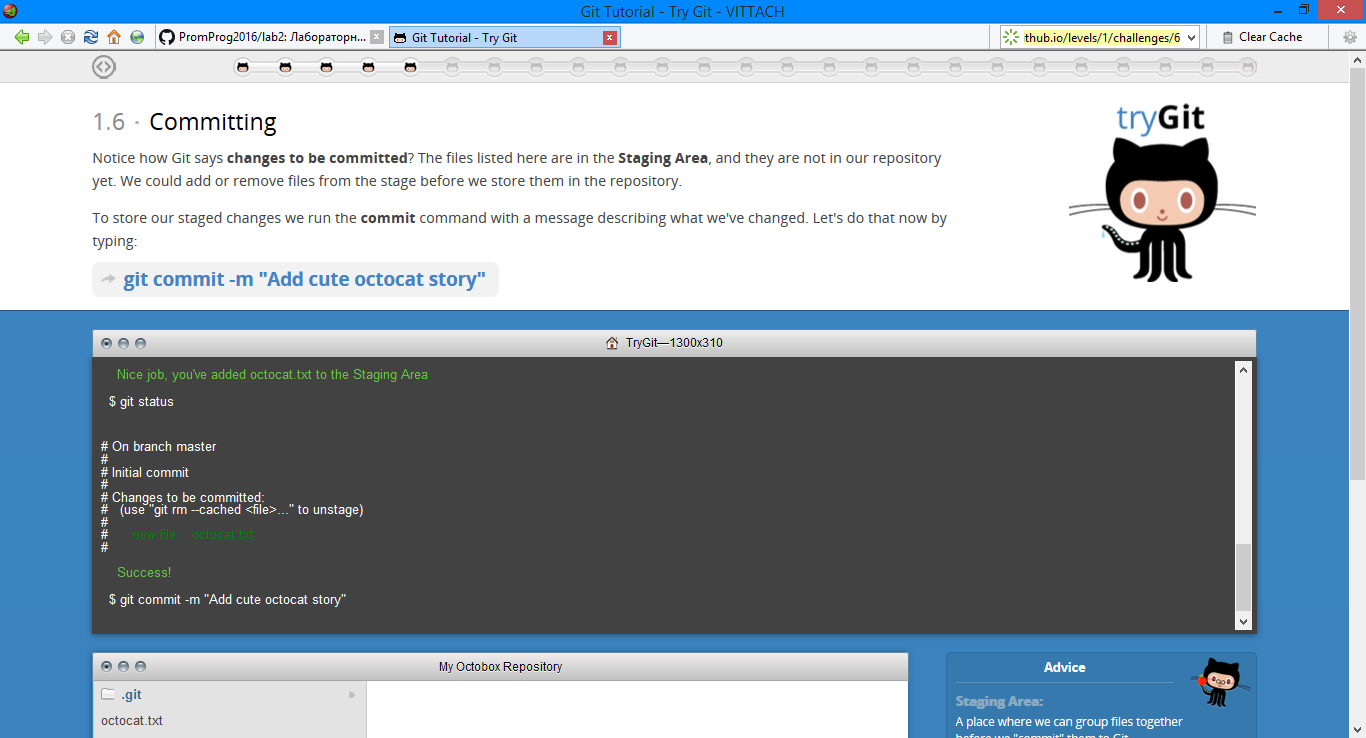 Git Tutorial - Try Git - VITTACH
PromProg2016/lab2: Лабораторн...
Git Tutorial - Try Git
thub.io/levels/1/challenges/6
Clear Cache
1.6 · Committing
tryGit
Notice how Git says changes to be committed? The files listed here are in the Staging Area, and they are not in our repository
yet. We could add or remove files from the stage before we store them in the repository.
To store our staged changes we run the commit command with a message describing what we've changed. Let's do that now by
typing:
git commit -m "Add cute octocat story"
TryGit—1300x310
Nice job, you've added octocat.txt to the Staging Area
$ git status
# On branch master
#
# Initial commit
#
# Changes to be committed:
# (use "git rm --cached <file>..." to unstage)
#
# new file: octocat.txt
#
Success!
$ git commit -m "Add cute octocat story"
My Octobox Repository
.git
octocat.txt
Advice
Staging Area:
A place where we can group files together
before we "commit" them to Git.